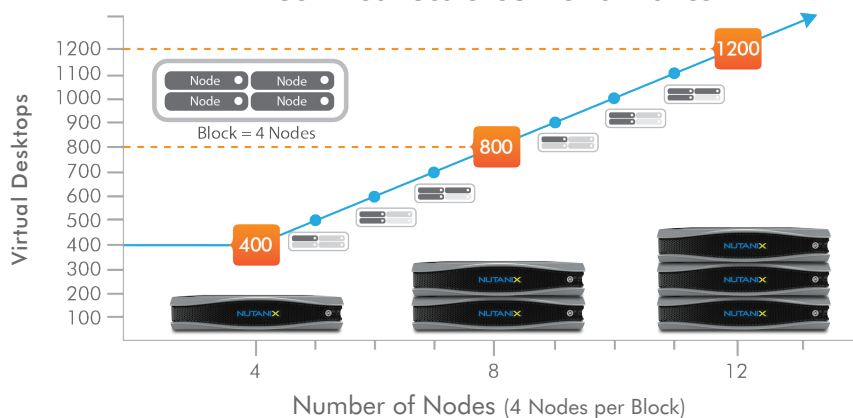 1200
1100
1000
900
800
700
600
500
400
300
200
100
Virtual Desktops
Node Node
Node Node
Block = 4 Nodes
400
800
1200
NUTANIX
NUTANIX
NUTANIX
NUTANIX
NUTANIX
NUTANIX
4 8 12
Number of Nodes (4 Nodes per Block)